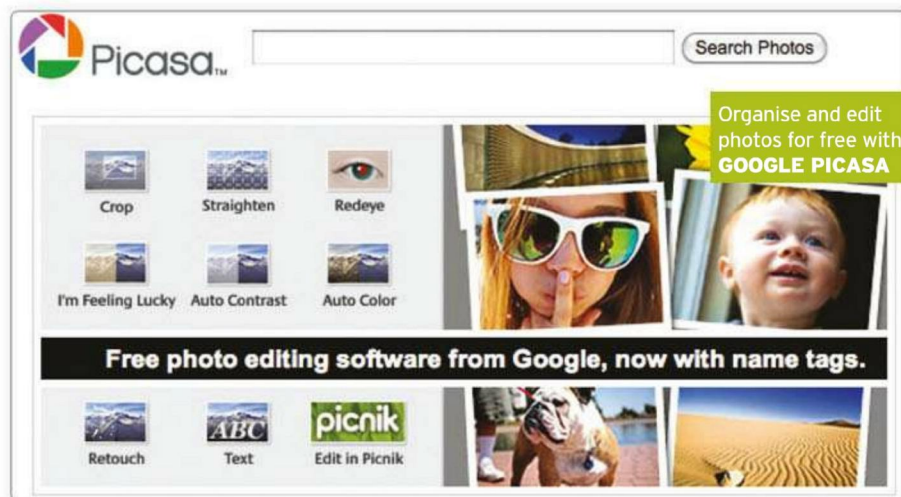 Picasa™
Search Photos
Organise and edit
photos for free with
GOOGLE PICASA
Crop Straighten Redeye
I'm Feeling Lucky Auto Contrast Auto Color
Free photo editing software from Google, now with name tags.
ABC
picnik
Retouch Text Edit in Picnik